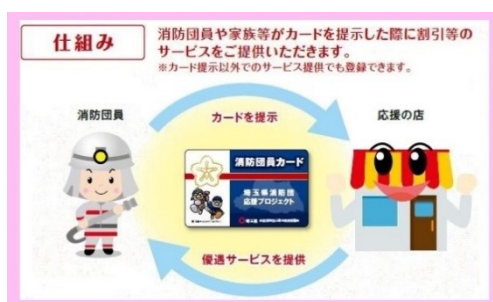 仕組み
消防団員や家族等がカードを提示した際に割引等の
サービスをご提供いただきます。
※カード提示以外でのサービス提供でも登録できます。
消防団員
カードを提示
応援の店
消防団員カード
埼玉県消防団
応援プロジェクト
埼玉県
優遇サービスを提供